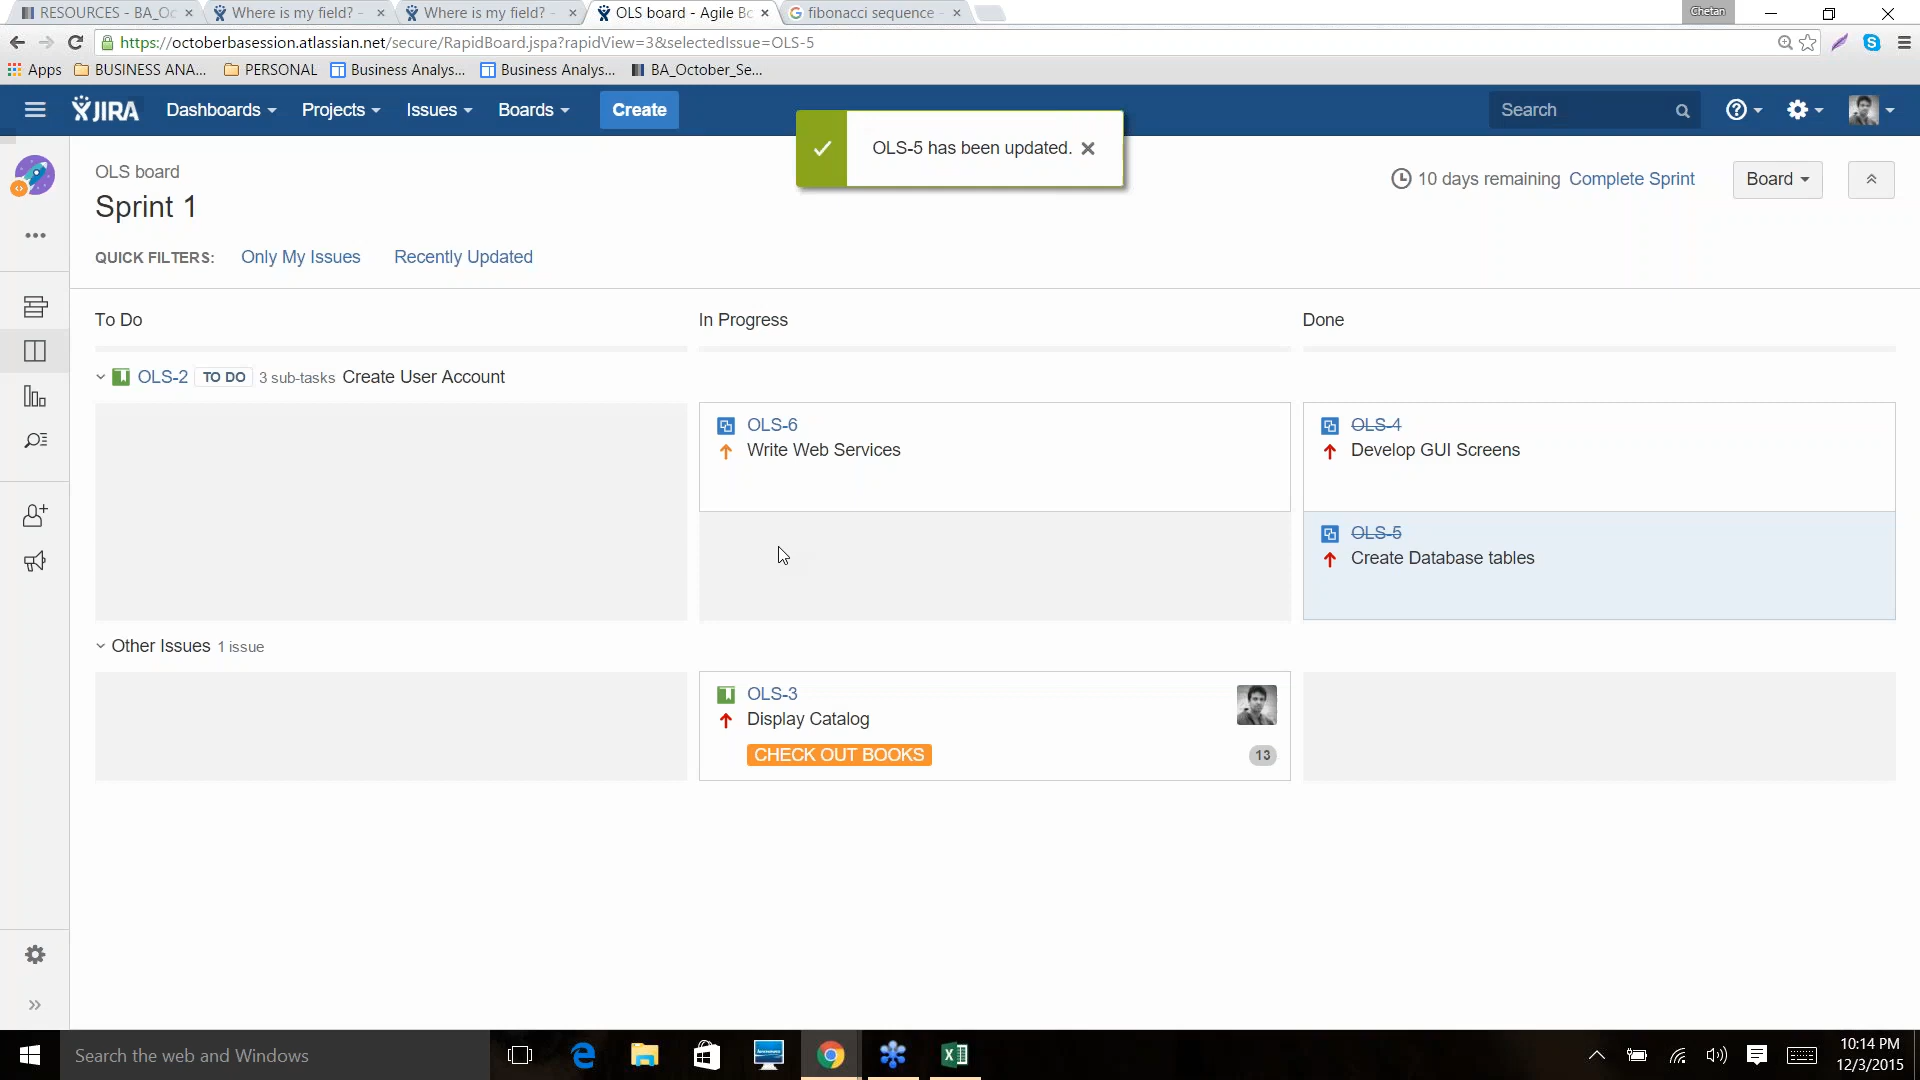 RESOURCES - BA_Oc
Where is my field? -
Where is my field? -
OLS board - Agile Bo
fibonacci sequence -
Chetan
https://octoberbasession.atlassian.net/secure/RapidBoard.jspa?rapidView=3&selectedIssue=OLS-5
Apps
BUSINESS ANA...
PERSONAL
Business Analys...
Business Analys...
BA_October_Se...
JIRA
Dashboards
Projects
Issues
Boards
Create
Search
OLS-5 has been updated.
OLS board
Sprint 1
10 days remaining
Complete Sprint
Board
QUICK FILTERS:
Only My Issues
Recently Updated
To Do
In Progress
Done
OLS-2 TO DO 3 sub-tasks Create User Account
OLS-6
Write Web Services
OLS-4
Develop GUI Screens
OLS-5
Create Database tables
Other Issues 1 issue
OLS-3
Display Catalog
CHECK OUT BOOKS
13
Search the web and Windows
lenovo
10:14 PM
12/3/2015